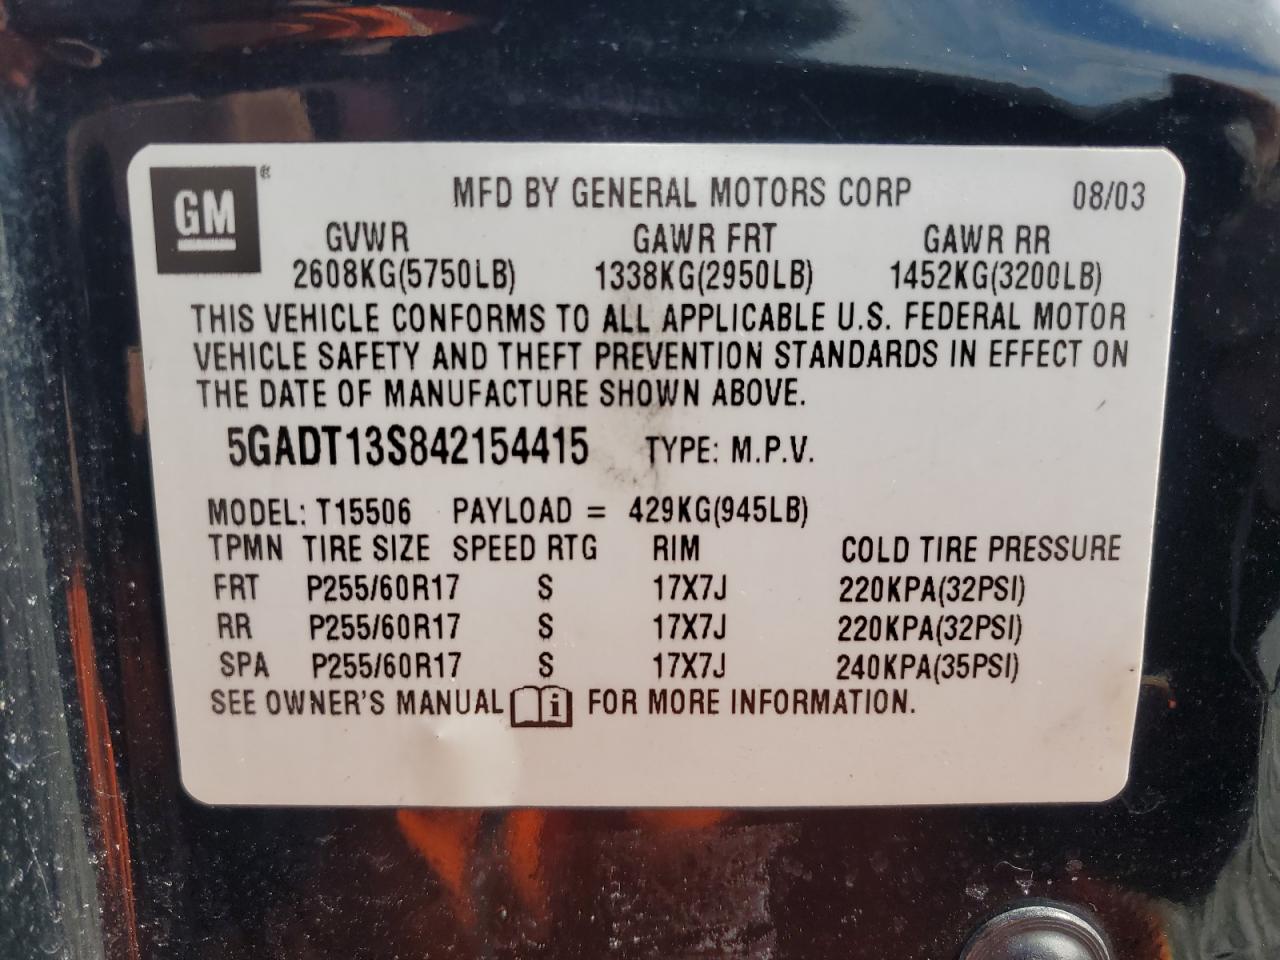 GM®
MFD BY GENERAL MOTORS CORP 08/03
GVWR GAWR FRT GAWR RR
2608KG(5750LB) 1338KG(2950LB) 1452KG(3200LB)
THIS VEHICLE CONFORMS TO ALL APPLICABLE U.S. FEDERAL MOTOR
VEHICLE SAFETY AND THEFT PREVENTION STANDARDS IN EFFECT ON
THE DATE OF MANUFACTURE SHOWN ABOVE.
5GADT13S842154415 TYPE: M.P.V.
MODEL: T15506 PAYLOAD = 429KG(945LB)
TPMN TIRE SIZE SPEED RTG RIM COLD TIRE PRESSURE
FRT P255/60R17 S 17X7J 220KPA(32PSI)
RR P255/60R17 S 17X7J 220KPA(32PSI)
SPA P255/60R17 S 17X7J 240KPA(35PSI)
SEE OWNER'S MANUAL i FOR MORE INFORMATION.